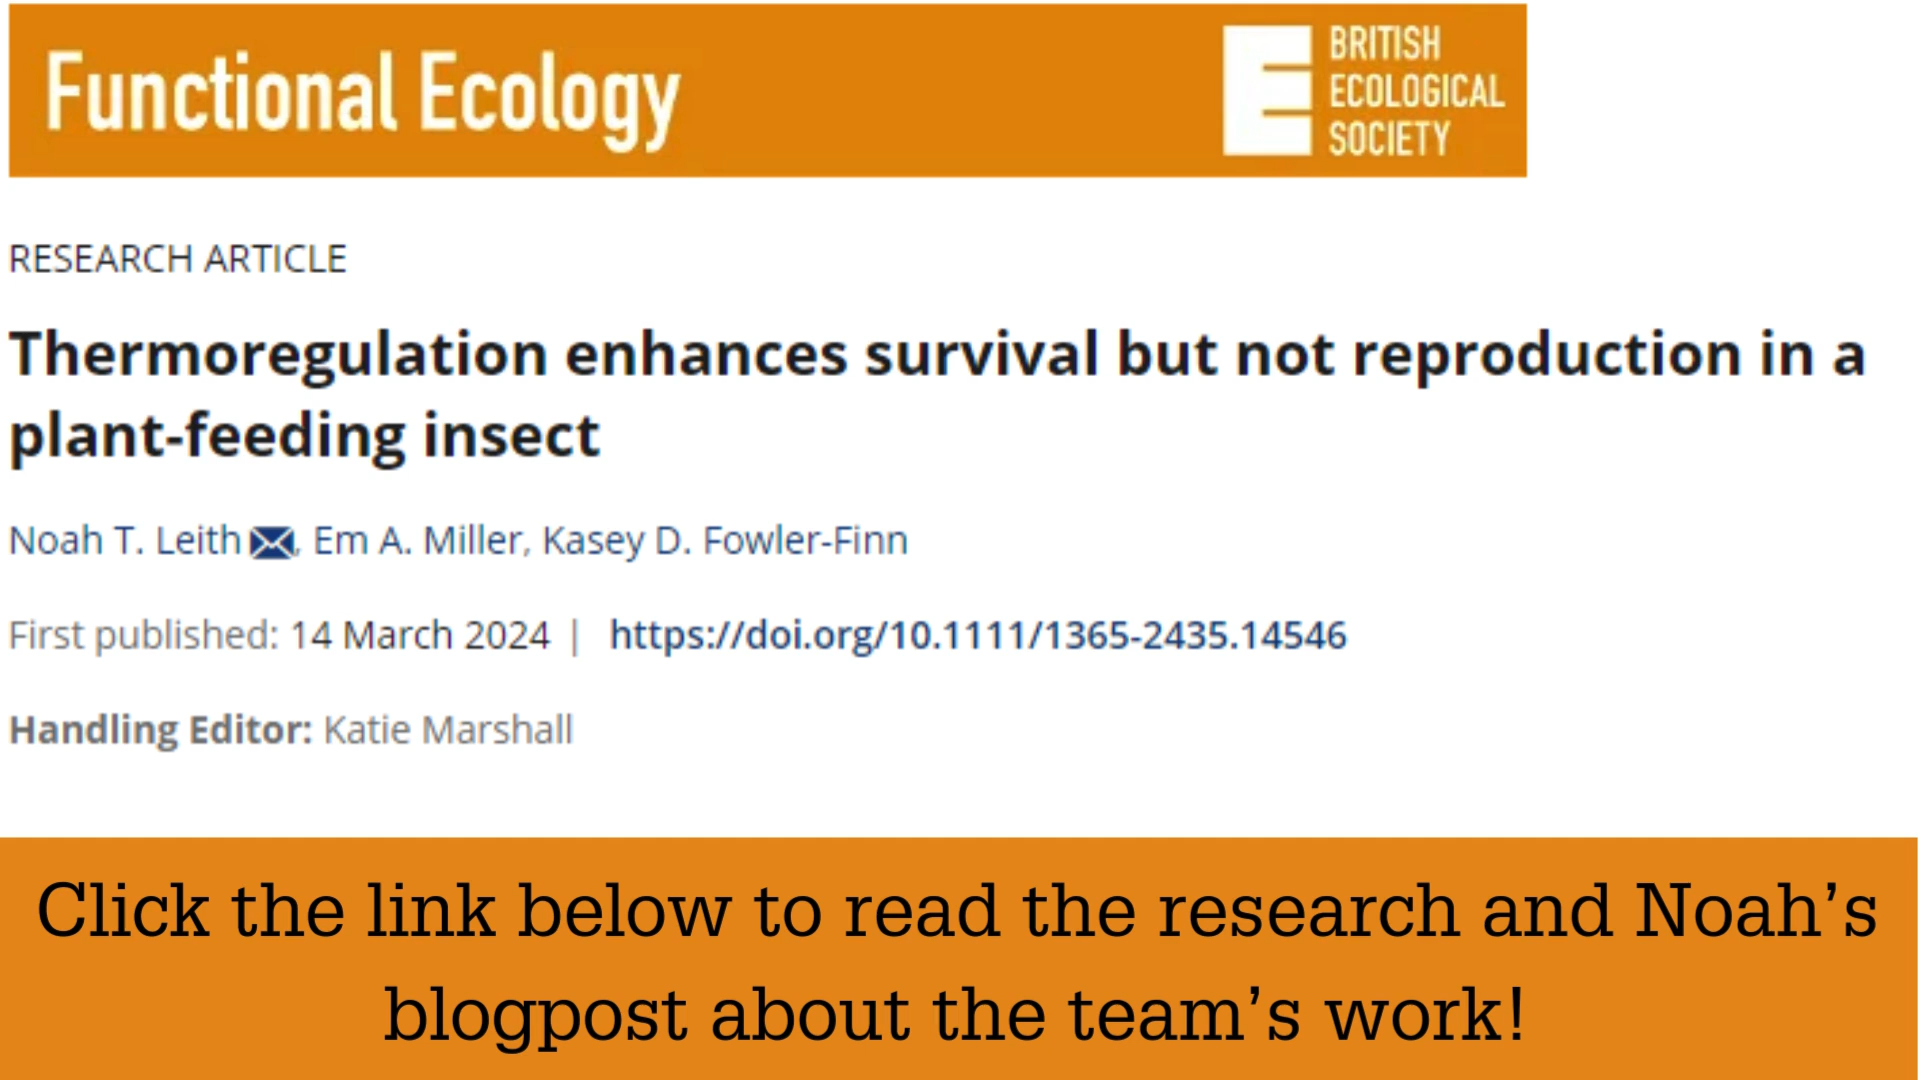 Functional Ecology
BRITISH
ECOLOGICAL
SOCIETY
RESEARCH ARTICLE
Thermoregulation enhances survival but not reproduction in a
plant-feeding insect
Noah T. Leith, Em A. Miller, Kasey D. Fowler-Finn
First published: 14 March 2024 | https://doi.org/10.1111/1365-2435.14546
Handling Editor: Katie Marshall
Click the link below to read the research and Noah’s
blogpost about the team’s work!